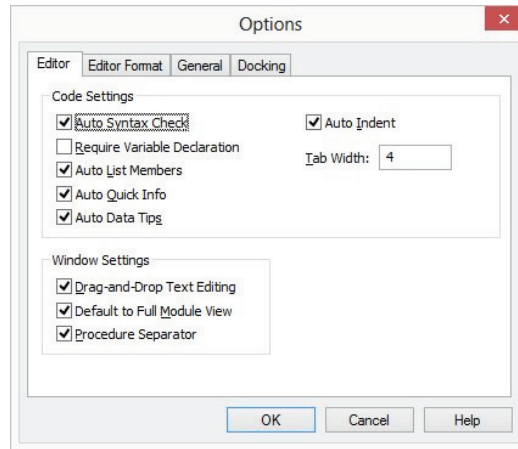 Options
Editor
Editor Format
General
Docking
Code Settings
Auto Syntax Check
Auto Indent
Require Variable Declaration
Tab Width: 4
Auto List Members
Auto Quick Info
Auto Data Tips
Window Settings
Drag-and-Drop Text Editing
Default to Full Module View
Procedure Separator
OK
Cancel
Help